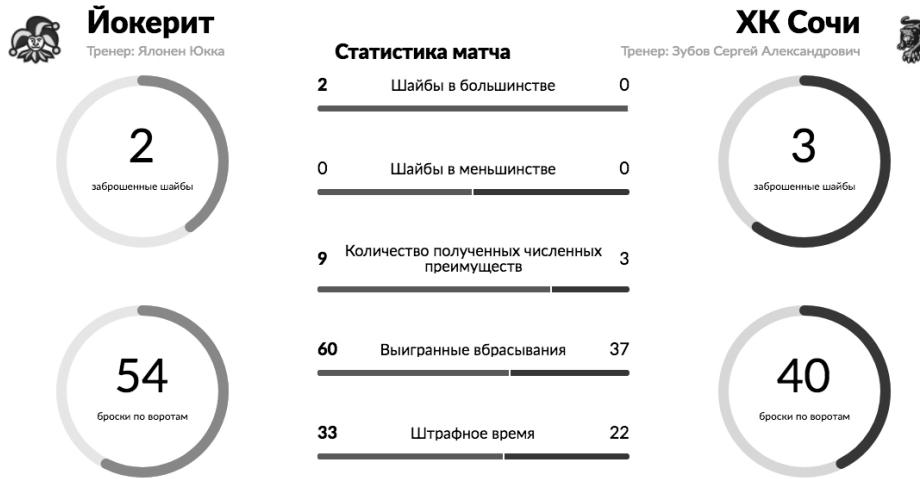 Йокерит
Тренер: Ялонен Юкка
ХК Сочи
Тренер: Зубов Сергей Александрович
Статистика матча
2 Шайбы в большинстве 0
0 Шайбы в меньшинстве 0
9 Количество полученных численных 3
преимуществ
60 Выигранные вбрасывания 37
33 Штрафное время 22
2
заброшенные шайбы
54
броски по воротам
3
заброшенные шайбы
40
броски по воротам